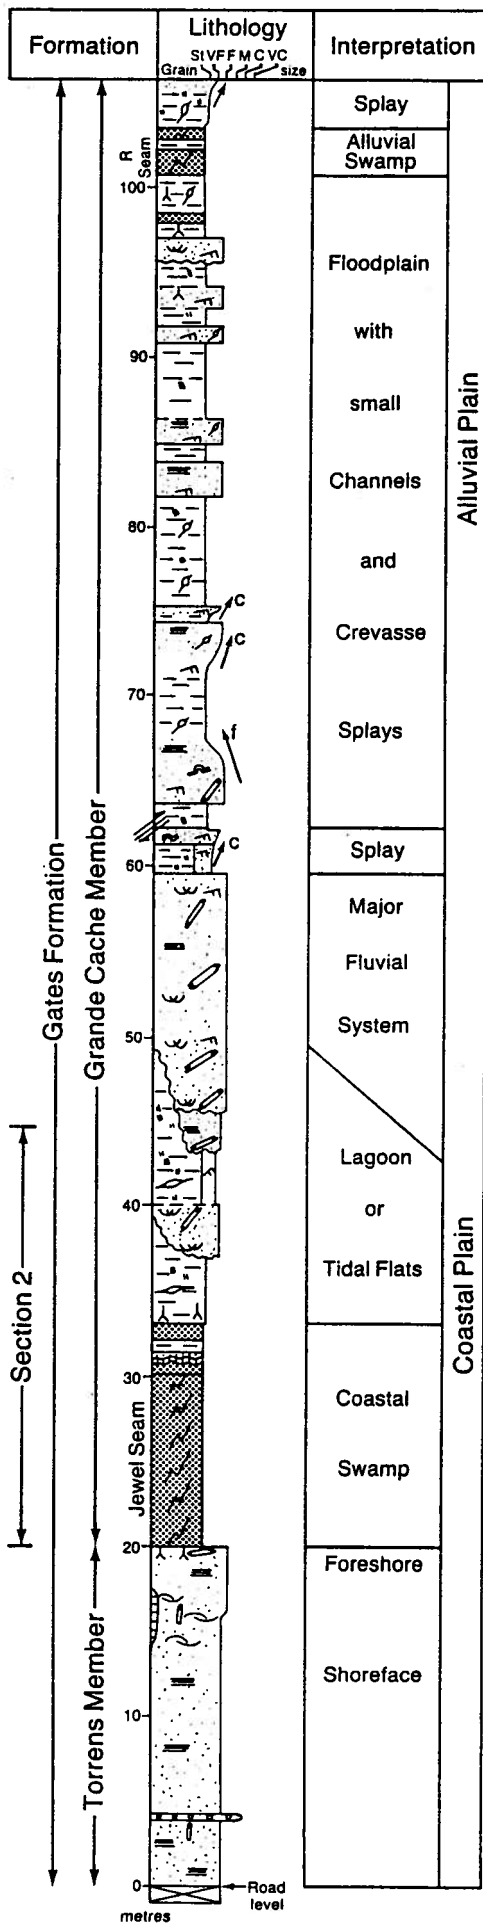 Formation
Lithology
St VF F M C VC
Grain size
Interpretation
Splay
R Seam
Alluvial
Swamp
100
Floodplain
with
90
small
Channels
80
and
C
Crevasse
C
70
Splays
f
Splay
60
C
Major
Fluvial
System
50
Lagoon
or
40
Tidal Flats
30
Coastal
Swamp
Jewel Seam
20
Foreshore
Shoreface
10
0
Road
level
metres
Gates Formation
Grande Cache Member
Torrens Member
Section 2
Alluvial Plain
Coastal Plain